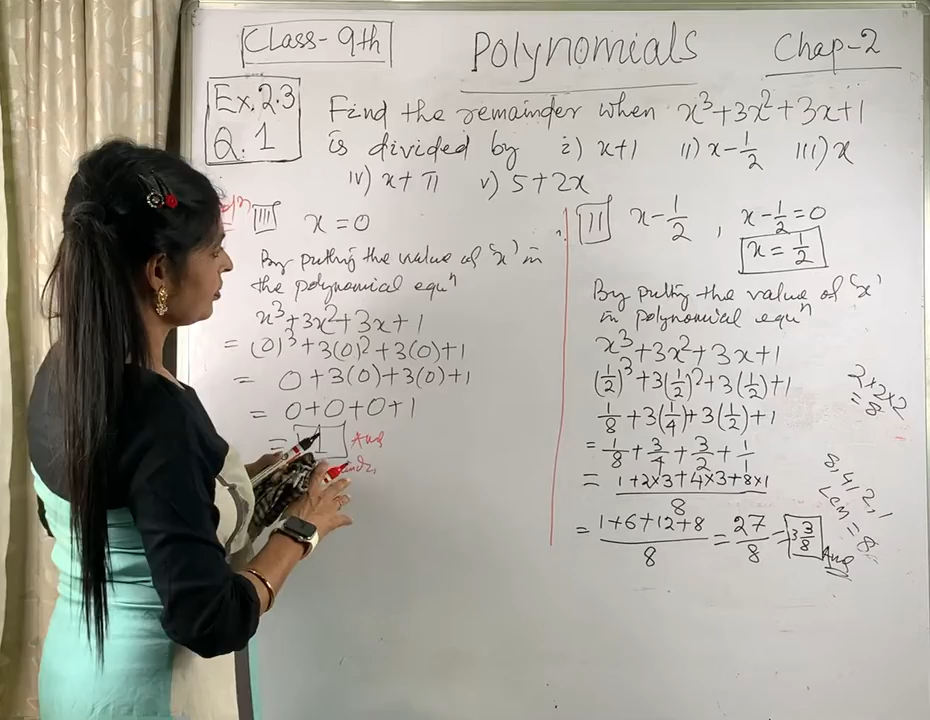 Class-9th
Polynomials
Chap-2
Ex.2.3
Q.1
Find the remainder when x³+3x²+3x+1
is divided by i) x+1 ii) x-1/2 iii) x
iv) x+π v) 5+2x
III x=0
By putting the value of 'x' in
the polynomial equⁿ
x³+3x²+3x+1
= (0)³+3(0)²+3(0)+1
= 0+3(0)+3(0)+1
= 0+0+0+1
= 1 Ans
II x-1/2 , x-1/2=0
x=1/2
By putting the value of 'x'
in polynomial equⁿ
x³+3x²+3x+1
(1/2)³+3(1/2)²+3(1/2)+1
1/8+3(1/4)+3(1/2)+1
= 1/8+3/4+3/2+1/1
= 1+2×3+4×3+8×1/8
= 1+6+12+8/8 = 27/8 = 3 3/8 Ans
2×2×2
=8
8,4,2,1
LCM=8